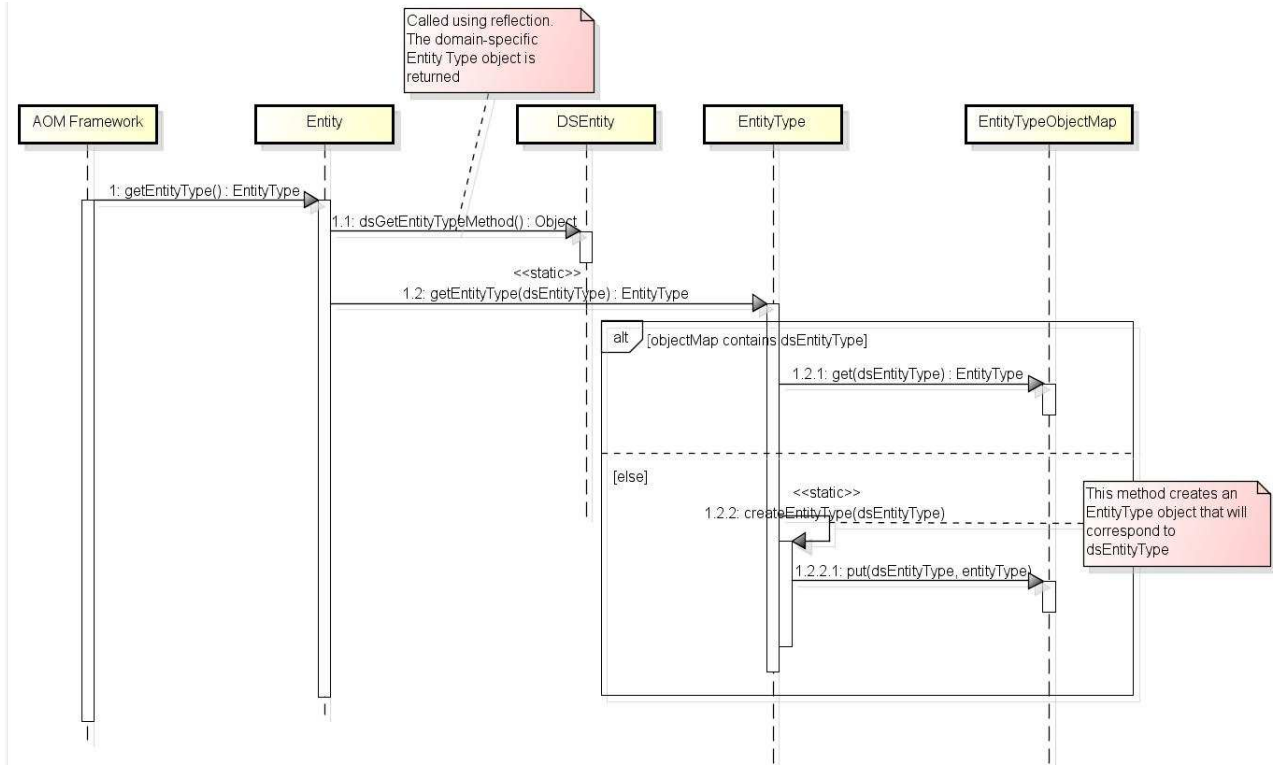 Called using reflection.
The domain-specific
Entity Type object is
returned
AOM Framework
Entity
DSEntity
EntityType
EntityTypeObjectMap
1: getEntityType() : EntityType
1.1: dsGetEntityTypeMethod() : Object
<<static>>
1.2: getEntityType(dsEntityType) : EntityType
alt
[objectMap contains dsEntityType]
1.2.1: get(dsEntityType) : EntityType
[else]
<<static>>
1.2.2: createEntityType(dsEntityType)
This method creates an
EntityType object that will
correspond to
dsEntityType
1.2.2.1: put(dsEntityType, entityType)